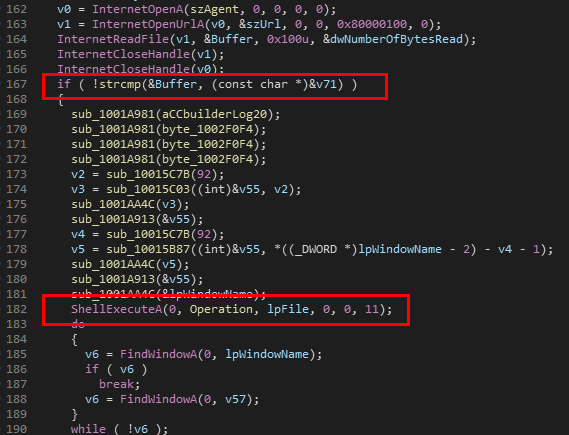 162 v0 = InternetOpenA(szAgent, 0, 0, 0, 0);
163 v1 = InternetOpenUrlA(v0, &szUrl, 0, 0, 0x80000100, 0);
164 InternetReadFile(v1, &Buffer, 0x100u, &dwNumberOfBytesRead);
165 InternetCloseHandle(v1);
166 InternetCloseHandle(v0);
167 if ( !strcmp(&Buffer, (const char *)&v71) )
168 {
169 sub_1001A981(aCCbuilderLog20);
170 sub_1001A981(byte_1002F0F4);
171 sub_1001A981(byte_1002F0F4);
172 sub_1001A981(byte_1002F0F4);
173 v2 = sub_10015C7B(92);
174 v3 = sub_10015C03((int)&v55, v2);
175 sub_1001AA4C(v3);
176 sub_1001A913(&v55);
177 v4 = sub_10015C7B(92);
178 v5 = sub_10015B87((int)&v55, *((_DWORD *)lpWindowName - 2) - v4 - 1);
179 sub_1001AA4C(v5);
180 sub_1001A913(&v55);
181 sub_1001AA4C(&lpWindowName);
182 ShellExecuteA(0, Operation, lpFile, 0, 0, 11);
183 do
184 {
185 v6 = FindWindowA(0, lpWindowName);
186 if ( v6 )
187 break;
188 v6 = FindWindowA(0, v57);
189 }
190 while ( !v6 );